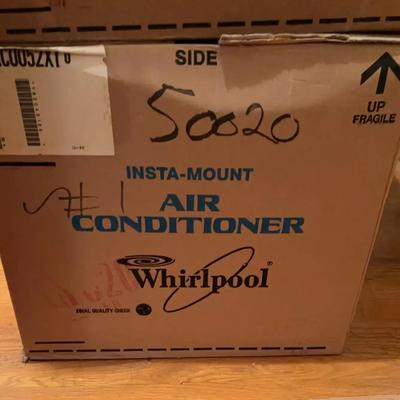 SIDE
UP
FRAGILE
50020
INSTA-MOUNT
#1 AIR
CONDITIONER
Whirlpool ®
FINAL QUALITY CHECK